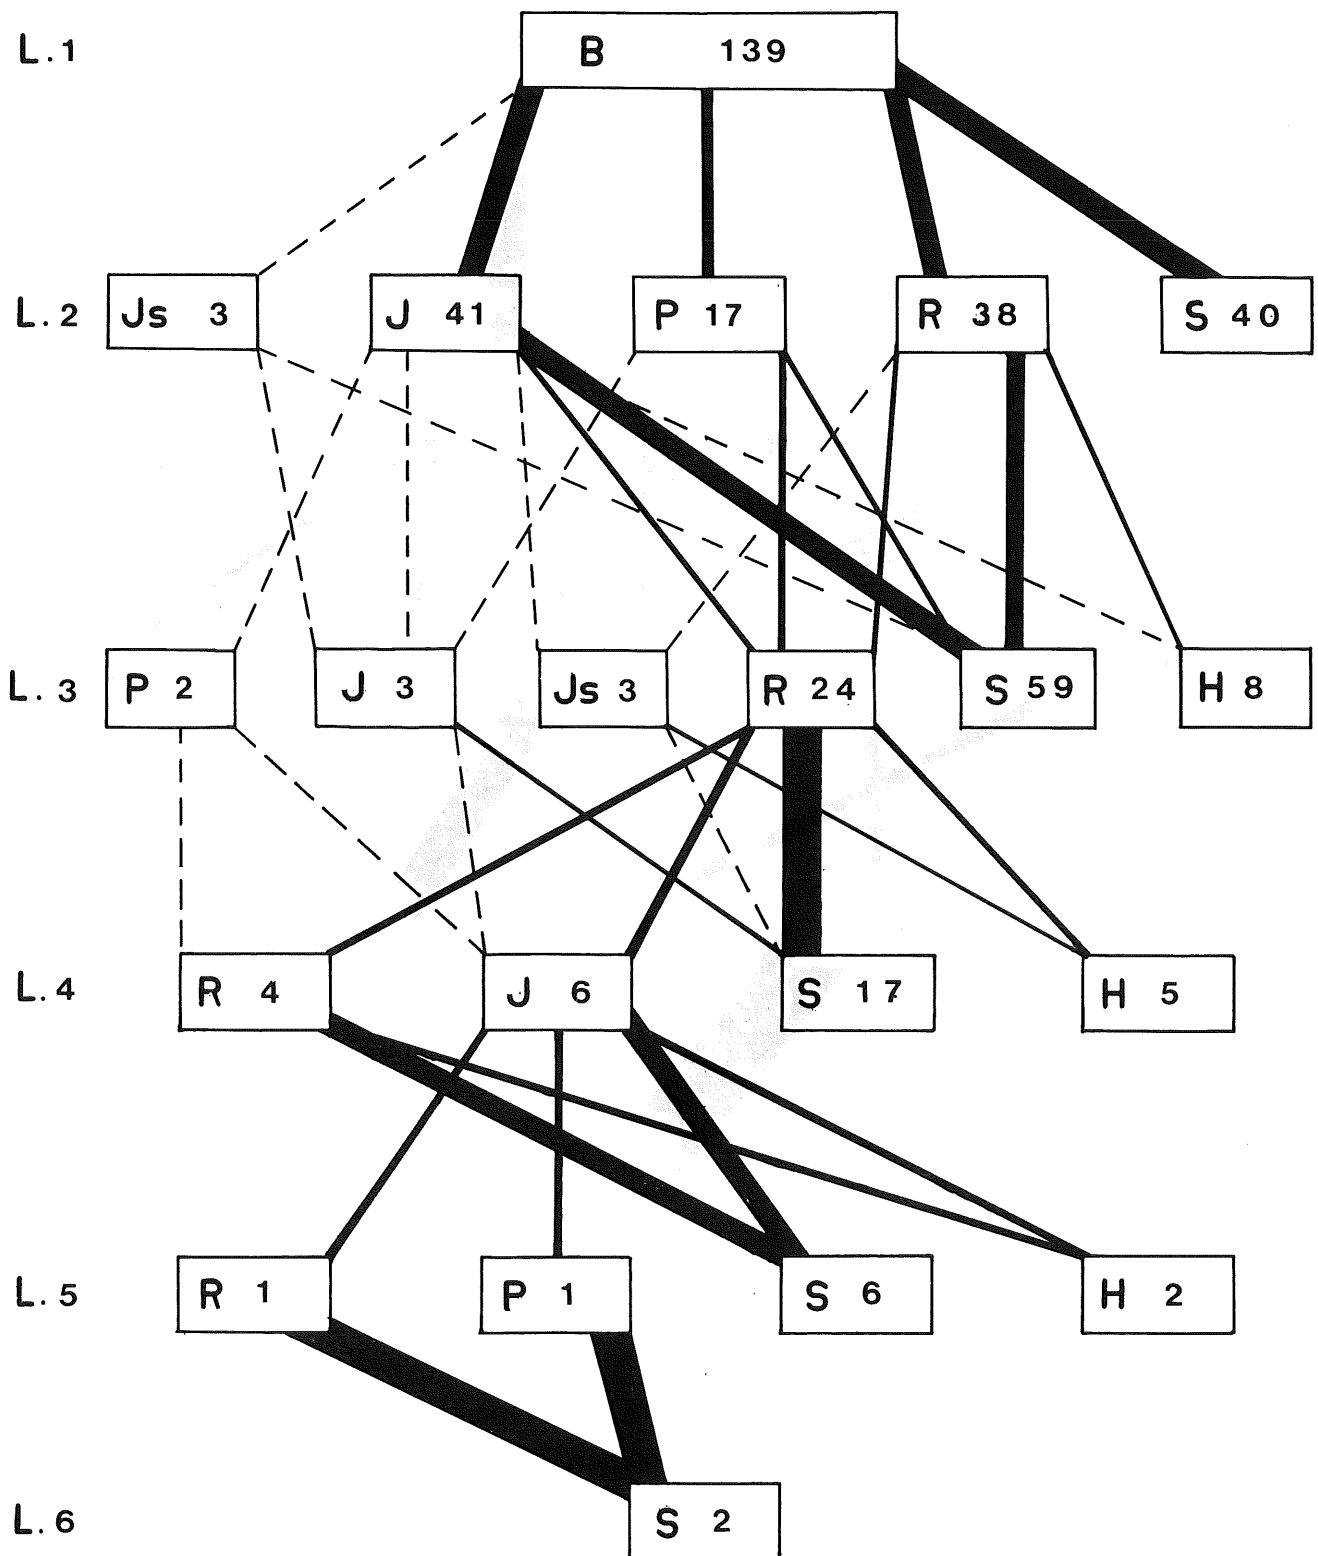 L.1 B 139
L.2 Js 3 J 41 P 17 R 38 S 40
L.3 P 2 J 3 Js 3 R 24 S 59 H 8
L.4 R 4 J 6 S 17 H 5
L.5 R 1 P 1 S 6 H 2
L.6 S 2